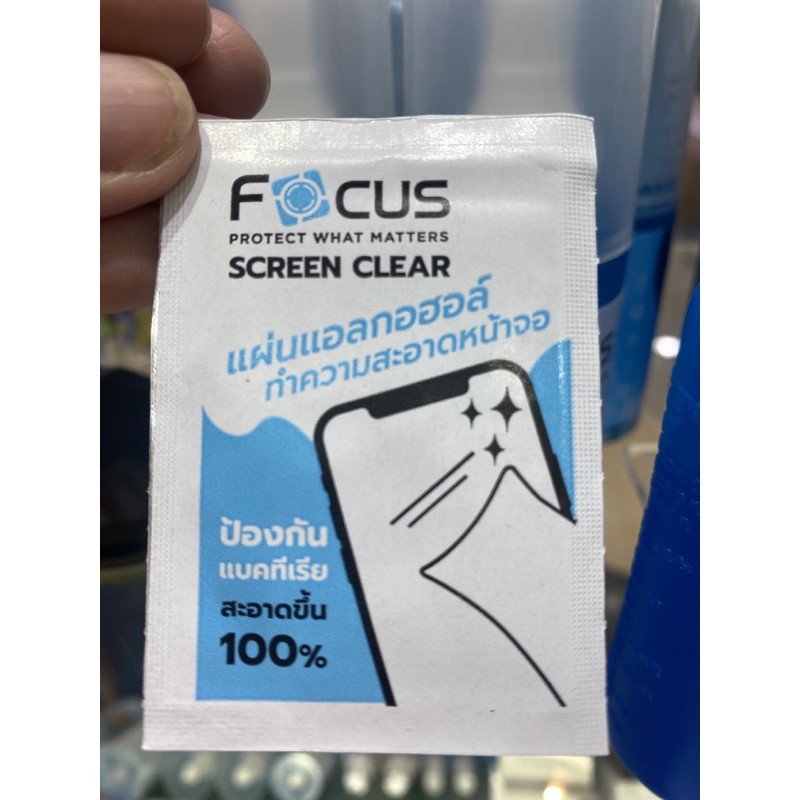 FOCUS
PROTECT WHAT MATTERS
SCREEN CLEAR
แผ่นแอลกอฮอล์
ทำความสะอาดหน้าจอ
ป้องกัน
แบคทีเรีย
สะอาดขึ้น
100%